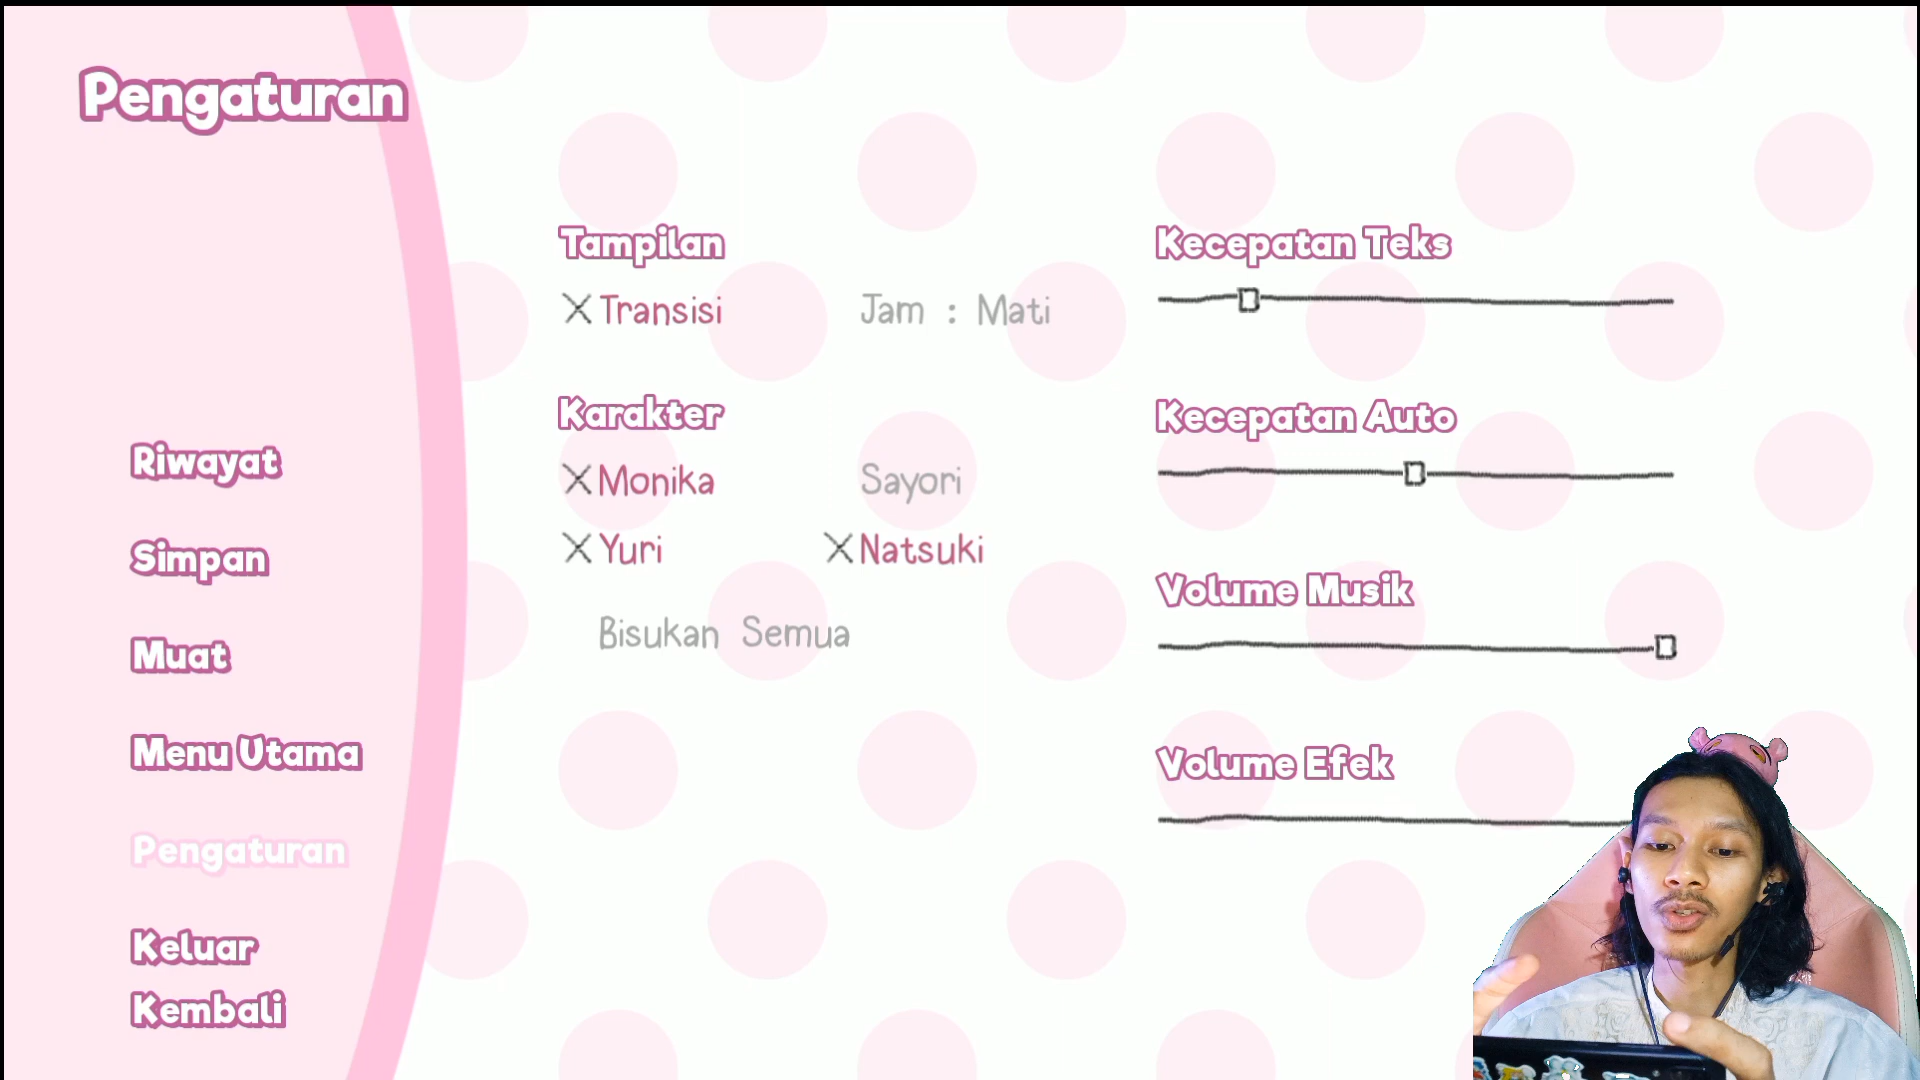 Pengaturan
Riwayat
Simpan
Muat
Menu Utama
Pengaturan
Keluar
Kembali
Tampilan
Transisi
Jam : Mati
Karakter
Monika
Sayori
Yuri
Natsuki
Bisukan Semua
Kecepatan Teks
Kecepatan Auto
Volume Musik
Volume Efek